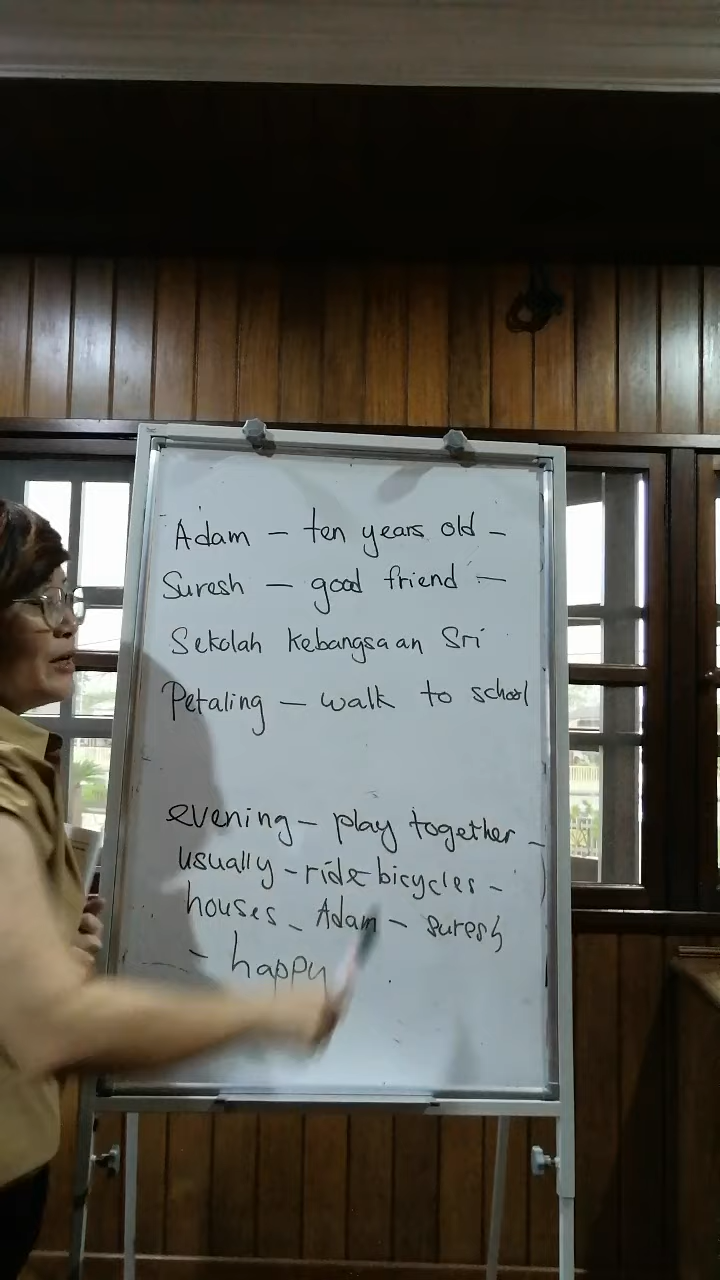 Adam - ten years old -
Suresh - good friend -
Sekolah Kebangsaan Sri
Petaling - walk to school
evening - play together -
usually - ride bicycles -
houses - Adam - Suresh
- happy